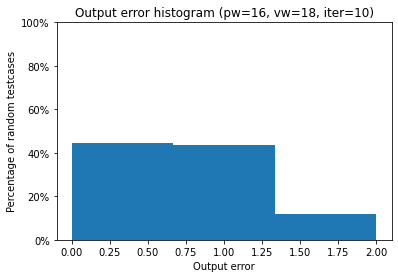 Output error histogram (pw=16, vw=18, iter=10)
100%
80%
60%
40%
20%
0%
Percentage of random testcases
0.00 0.25 0.50 0.75 1.00 1.25 1.50 1.75 2.00
Output error